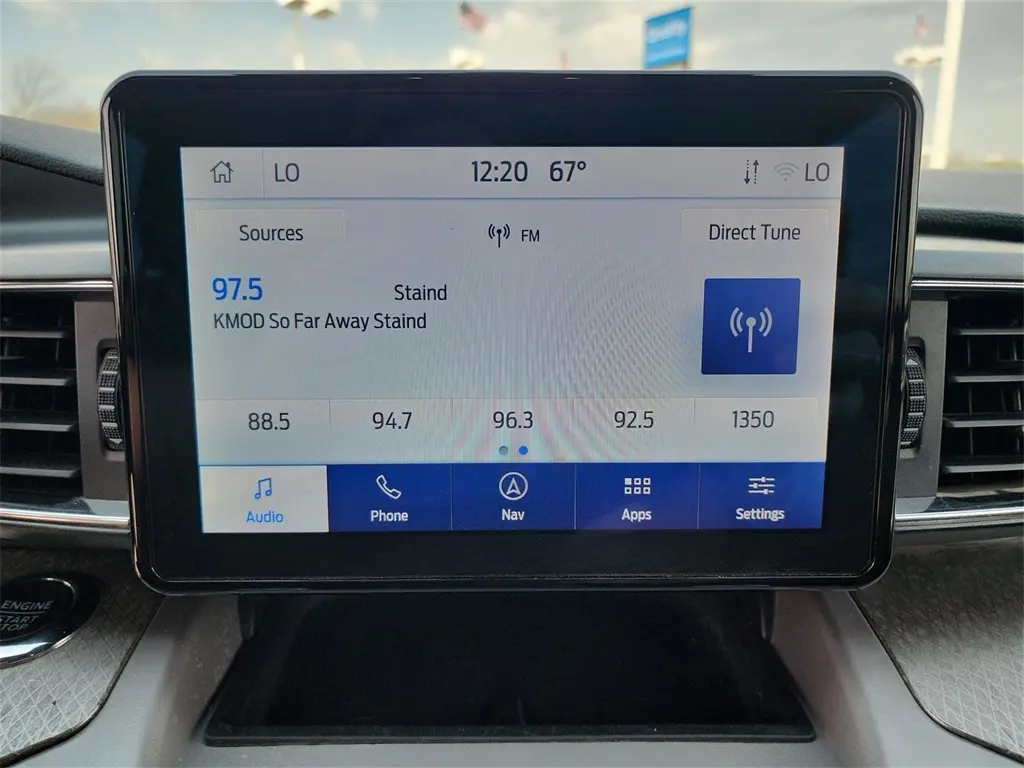 LO 12:20 67° LO
Sources FM Direct Tune
97.5 Staind
KMOD So Far Away Staind
88.5 94.7 96.3 92.5 1350
Audio Phone Nav Apps Settings
ENGINE
START
STOP